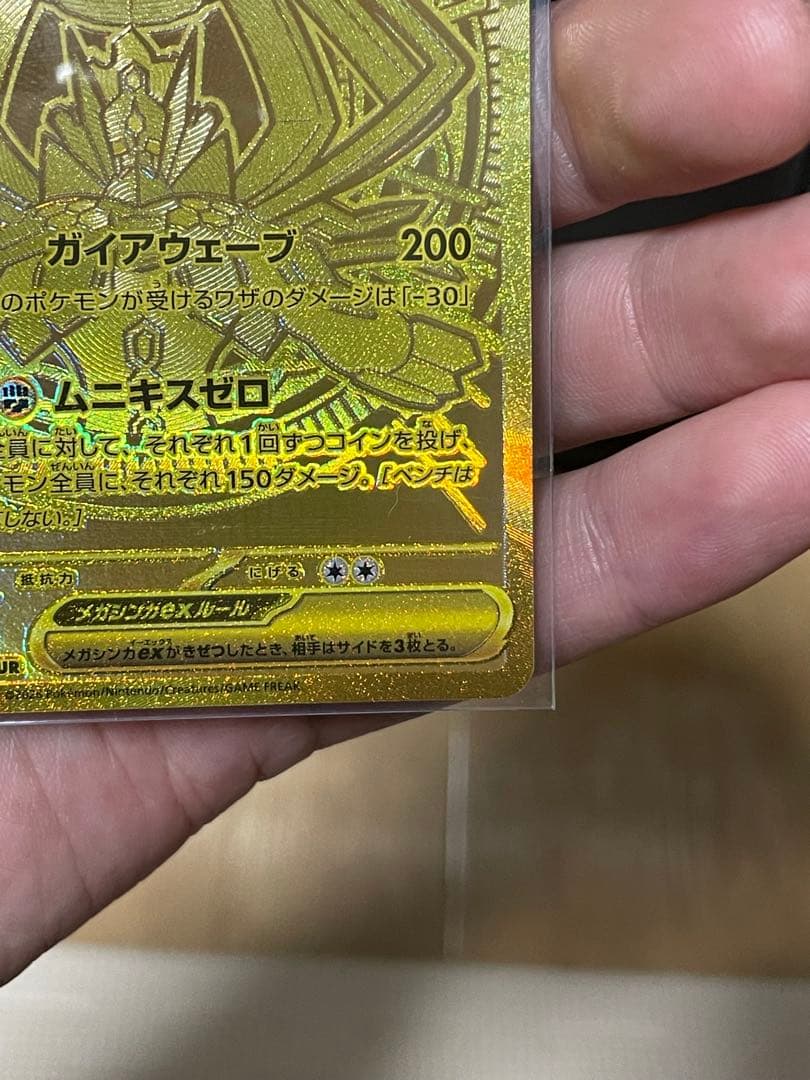 ガイアウェーブ 200
のポケモンが受けるワザのダメージは「-30」
ムニキスゼロ
全員に対して、それぞれ1回ずつコインを投げ、
モン全員に、それぞれ150ダメージ。[ベンチは
しない。]
抵抗力 にげる
メガシンカexルール
メガシンカexがきぜつしたとき、相手はサイドを3枚とる。
UR
©2026 Pokémon/Nintendo/Creatures/GAME FREAK